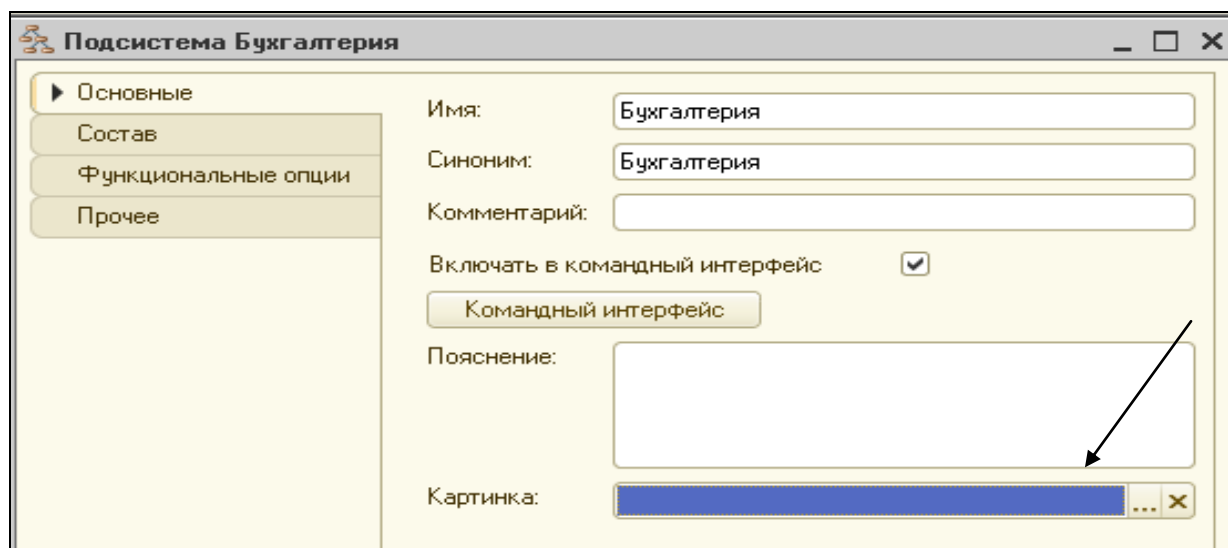 Подсистема Бухгалтерия
Основные
Состав
Функциональные опции
Прочее
Имя: Бухгалтерия
Синоним: Бухгалтерия
Комментарий:
Включать в командный интерфейс
Командный интерфейс
Пояснение:
Картинка: ...